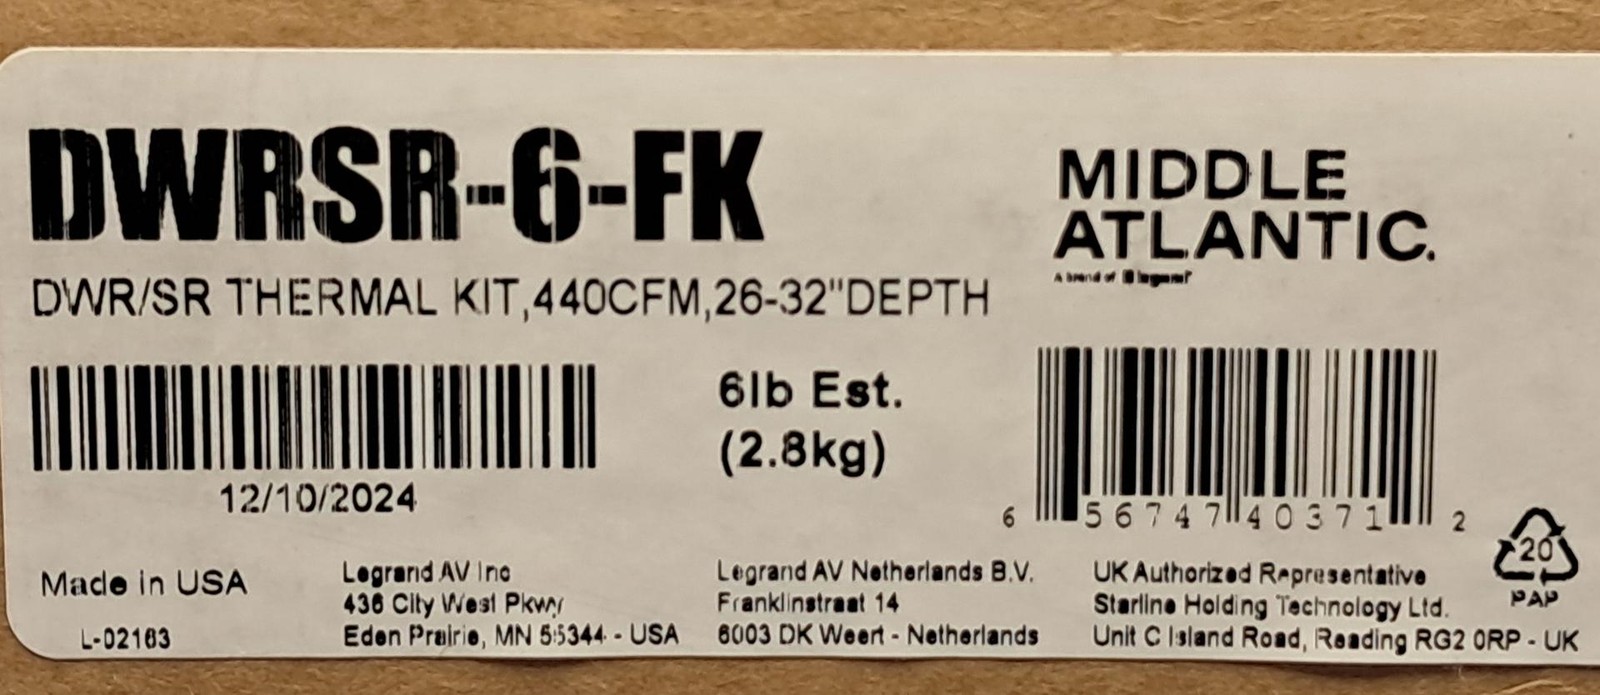 DWRSR-6-FK
DWR/SR THERMAL KIT,440CFM,26-32"DEPTH
MIDDLE
ATLANTIC.
A brand of legrand
6lb Est.
(2.8kg)
12/10/2024
6 56747 40371 2
20
PAP
Made in USA
L-02163
Legrand AV Inc
436 City West Pkwy
Eden Prairie, MN 55344 - USA
Legrand AV Netherlands B.V.
Franklinstraat 14
6003 DK Weert - Netherlands
UK Authorized Representative
Starline Holding Technology Ltd.
Unit C Island Road, Reading RG2 0RP - UK